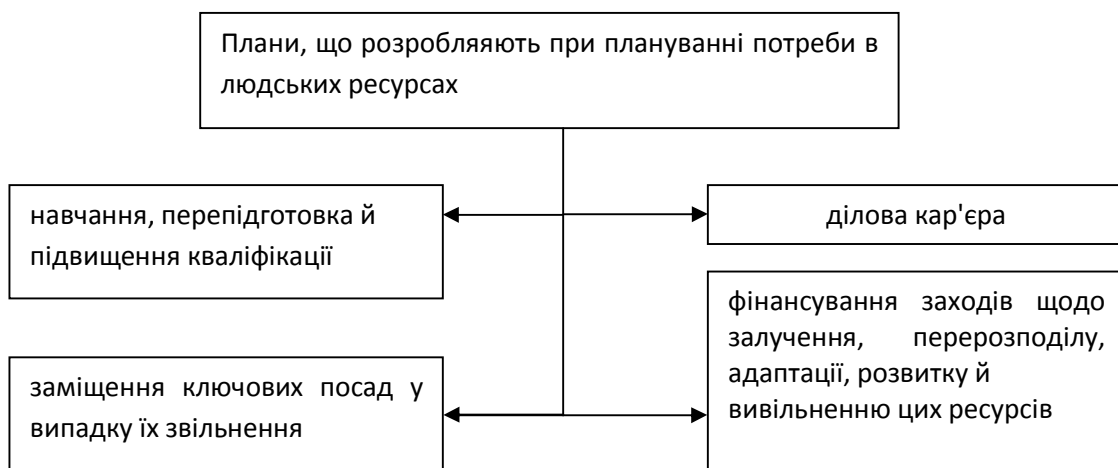 Плани, що розробляяють при плануванні потреби в
людських ресурсах
навчання, перепідготовка й
підвищення кваліфікації
ділова кар'єра
заміщення ключових посад у
випадку їх звільнення
фінансування заходів щодо
залучення, перерозподілу,
адаптації, розвитку й
вивільненню цих ресурсів